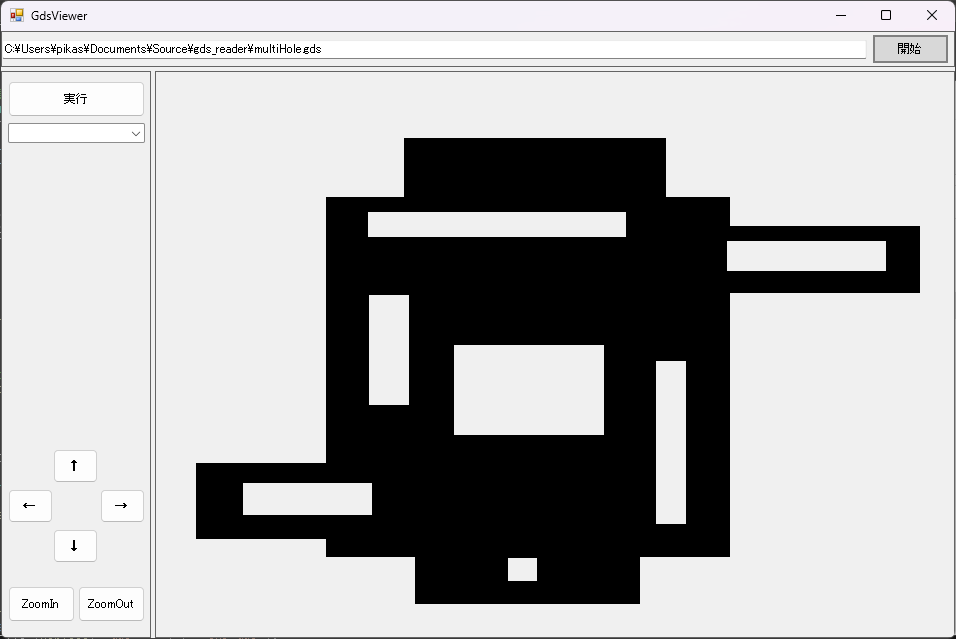 GdsViewer
C:¥Users¥pikas¥Documents¥Source¥gds_reader¥multiHole.gds
開始
実行
↑
← →
↓
ZoomIn ZoomOut